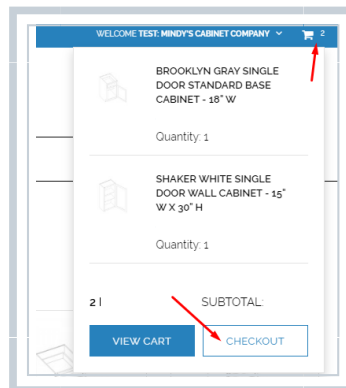 WELCOME TEST: MINDY'S CABINET COMPANY 2
BROOKLYN GRAY SINGLE
DOOR STANDARD BASE
CABINET - 18" W
Quantity: 1
SHAKER WHITE SINGLE
DOOR WALL CABINET - 15"
W X 30" H
Quantity: 1
2 I SUBTOTAL:
VIEW CART CHECKOUT